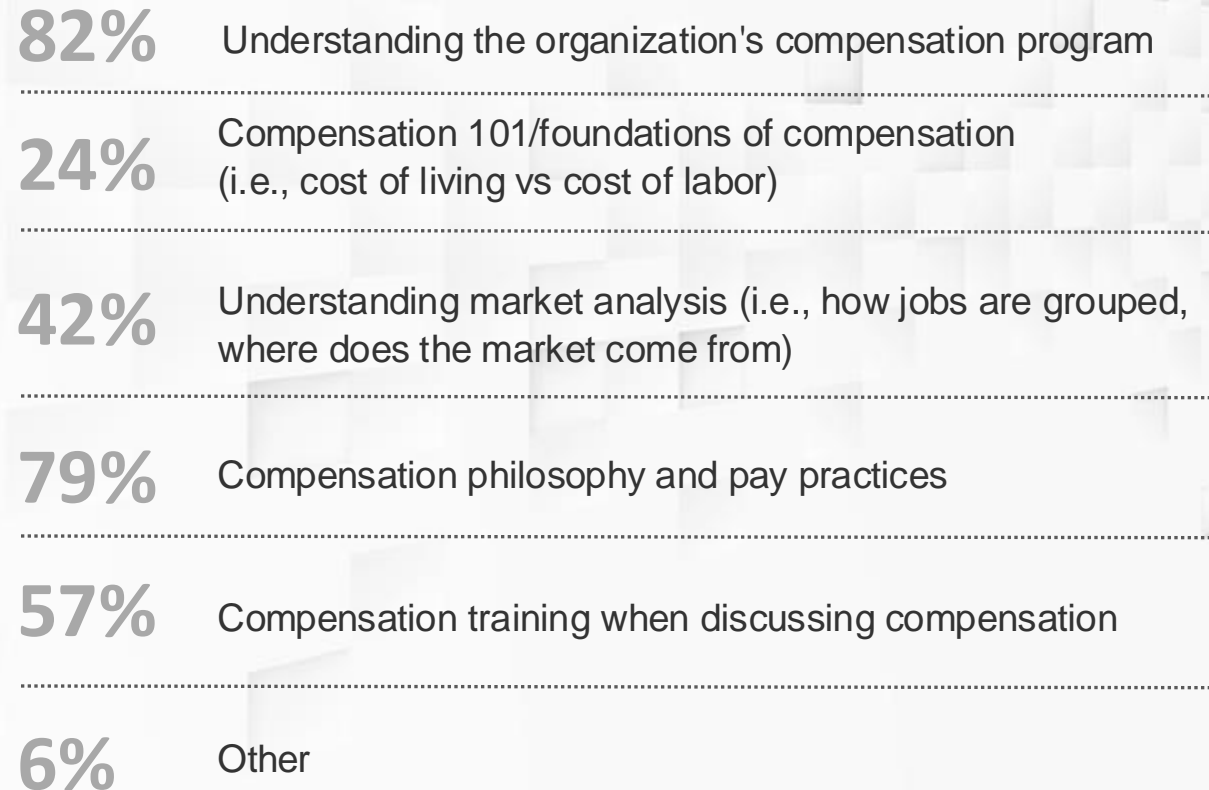 82% Understanding the organization's compensation program
24% Compensation 101/foundations of compensation
(i.e., cost of living vs cost of labor)
42% Understanding market analysis (i.e., how jobs are grouped,
where does the market come from)
79% Compensation philosophy and pay practices
57% Compensation training when discussing compensation
6% Other